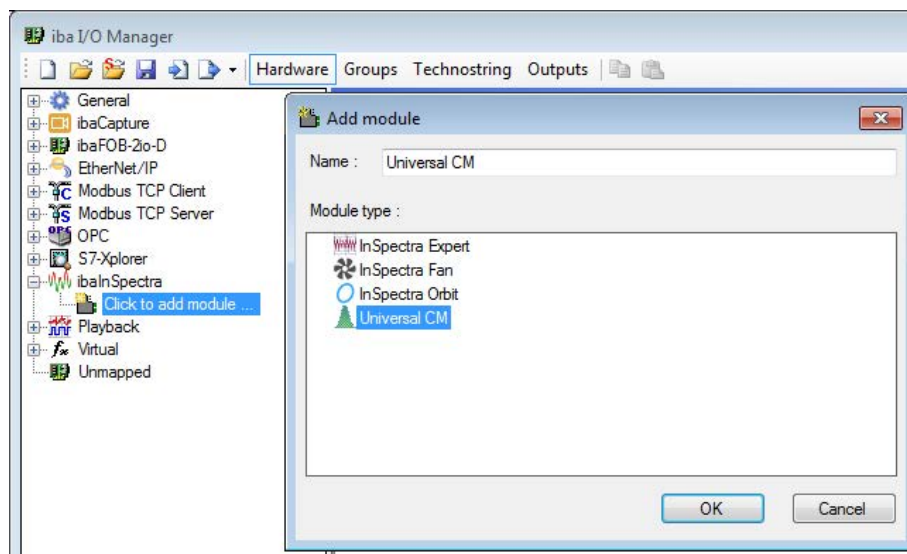 iba I/O Manager
Hardware Groups Technostring Outputs
General
ibaCapture
ibaFOB-2io-D
EtherNet/IP
Modbus TCP Client
Modbus TCP Server
OPC
S7-Xplorer
ibaInSpectra
Click to add module ...
Playback
Virtual
Unmapped
Add module
Name : Universal CM
Module type :
InSpectra Expert
InSpectra Fan
InSpectra Orbit
Universal CM
OK Cancel